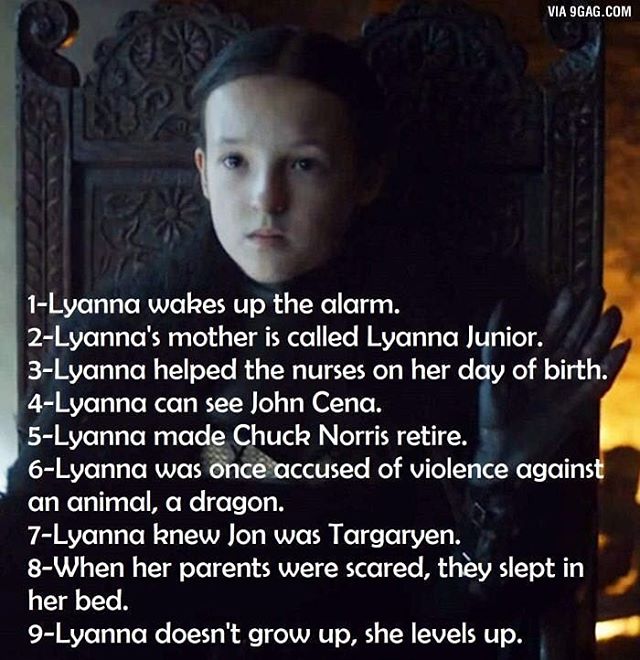 VIA 9GAG.COM
1-Lyanna wakes up the alarm.
2-Lyanna's mother is called Lyanna Junior.
3-Lyanna helped the nurses on her day of birth.
4-Lyanna can see John Cena.
5-Lyanna made Chuck Norris retire.
6-Lyanna was once accused of violence against
an animal, a dragon.
7-Lyanna knew Jon was Targaryen.
8-When her parents were scared, they slept in
her bed.
9-Lyanna doesn't grow up, she levels up.